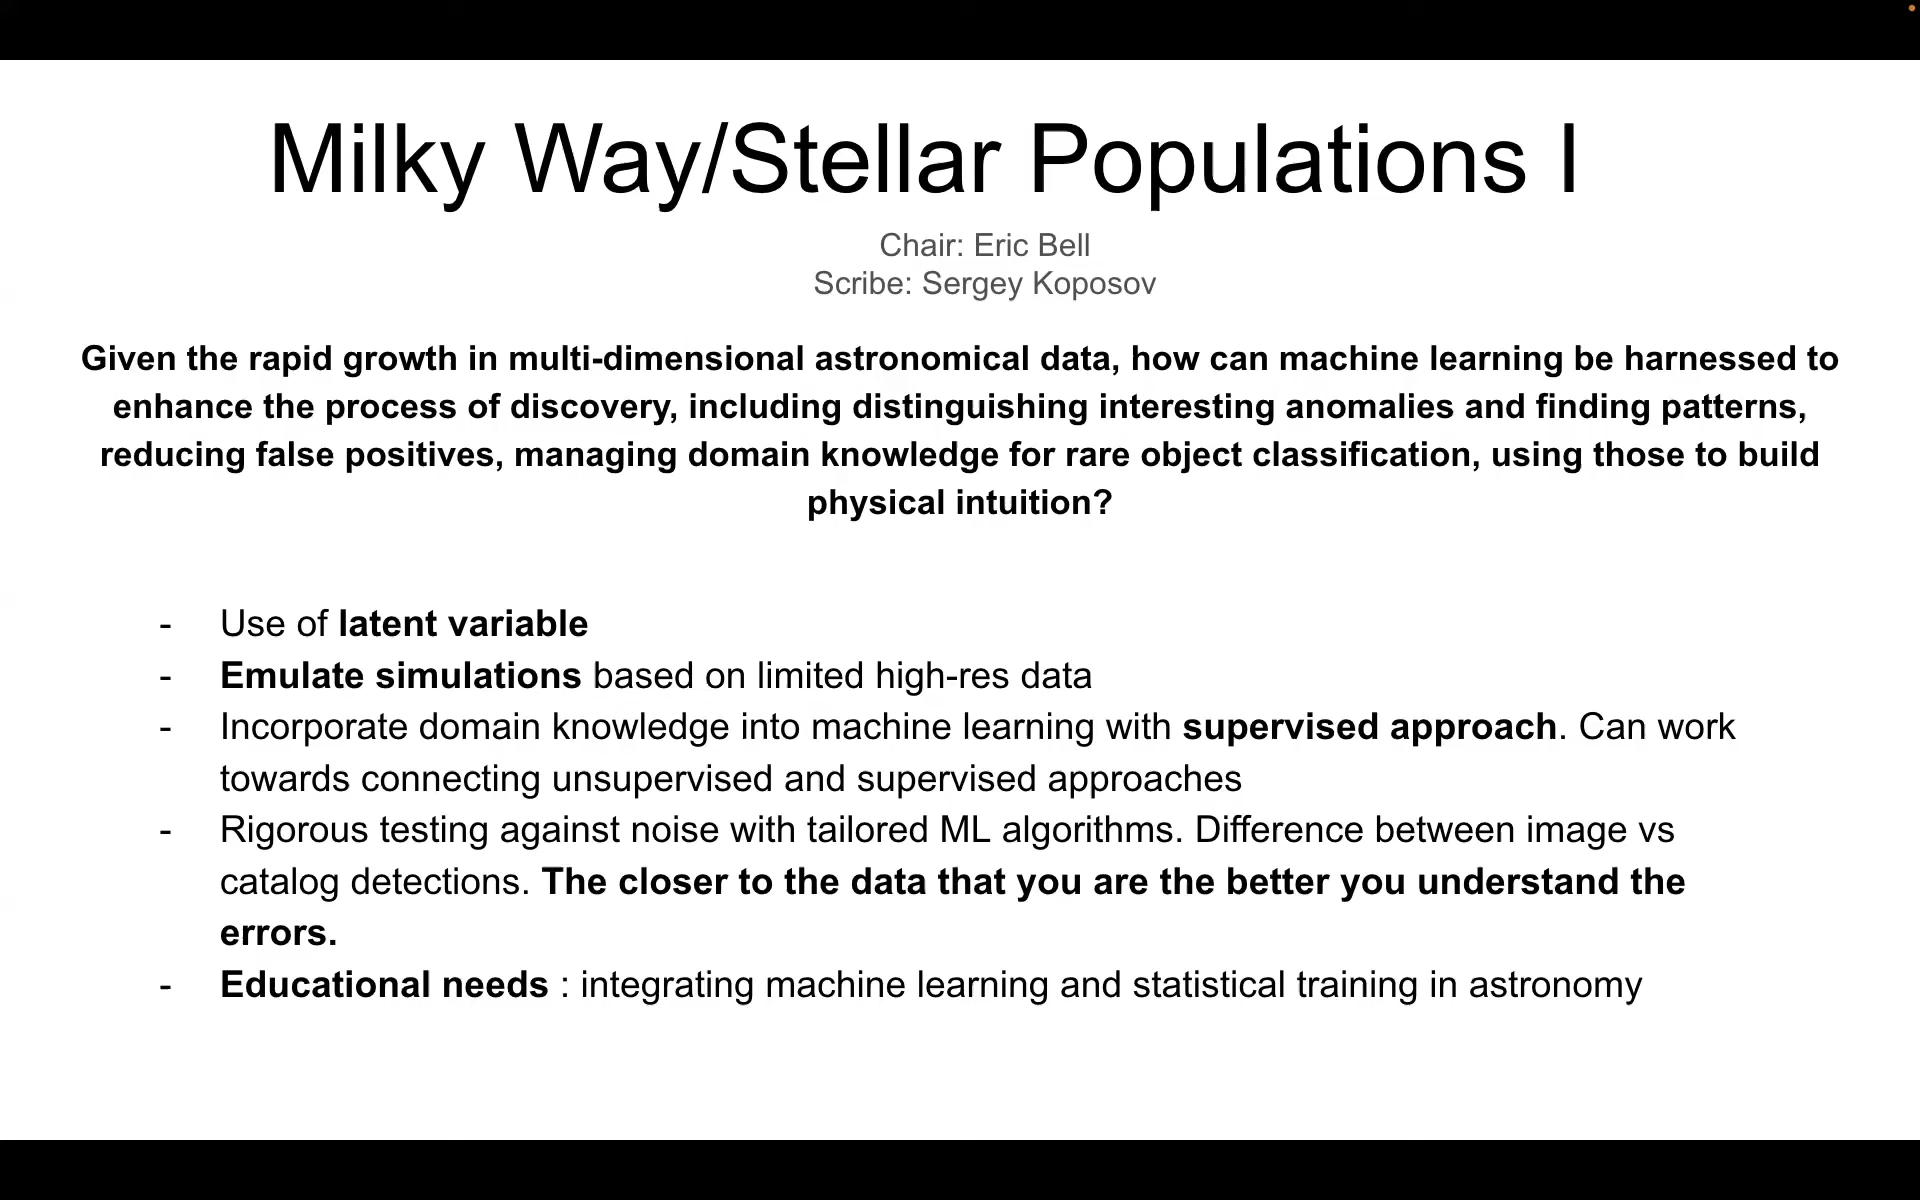 Milky Way/Stellar Populations I
Chair: Eric Bell
Scribe: Sergey Koposov
Given the rapid growth in multi-dimensional astronomical data, how can machine learning be harnessed to
enhance the process of discovery, including distinguishing interesting anomalies and finding patterns,
reducing false positives, managing domain knowledge for rare object classification, using those to build
physical intuition?
- Use of latent variable
- Emulate simulations based on limited high-res data
- Incorporate domain knowledge into machine learning with supervised approach. Can work
towards connecting unsupervised and supervised approaches
- Rigorous testing against noise with tailored ML algorithms. Difference between image vs
catalog detections. The closer to the data that you are the better you understand the
errors.
- Educational needs : integrating machine learning and statistical training in astronomy